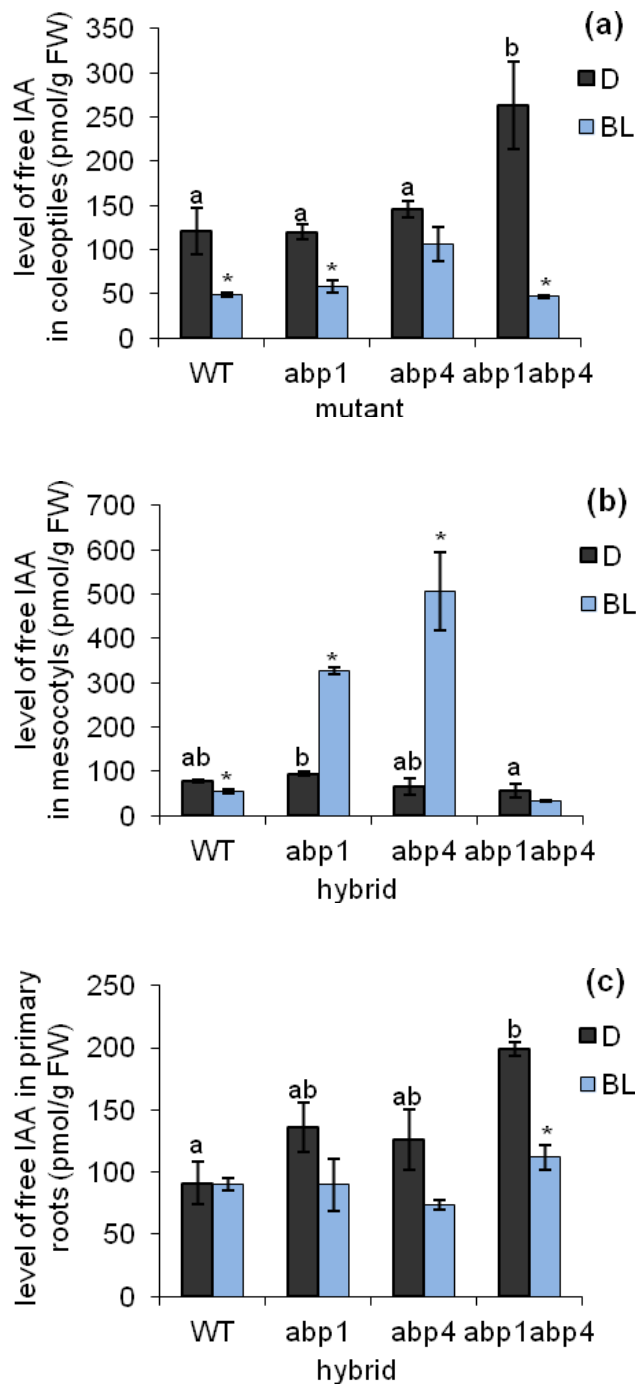 (a)
level of free IAA
in coleoptiles (pmol/g FW)
350
300
250
200
150
100
50
0
a
*
a
*
a
b
*
D
BL
WT abp1 abp4 abp1abp4
mutant
(b)
level of free IAA
in mesocotyls (pmol/g FW)
700
600
500
400
300
200
100
0
ab
*
b
*
ab
*
a
D
BL
WT abp1 abp4 abp1abp4
hybrid
(c)
level of free IAA in primary
roots (pmol/g FW)
250
200
150
100
50
0
a
ab
ab
b
*
D
BL
WT abp1 abp4 abp1abp4
hybrid